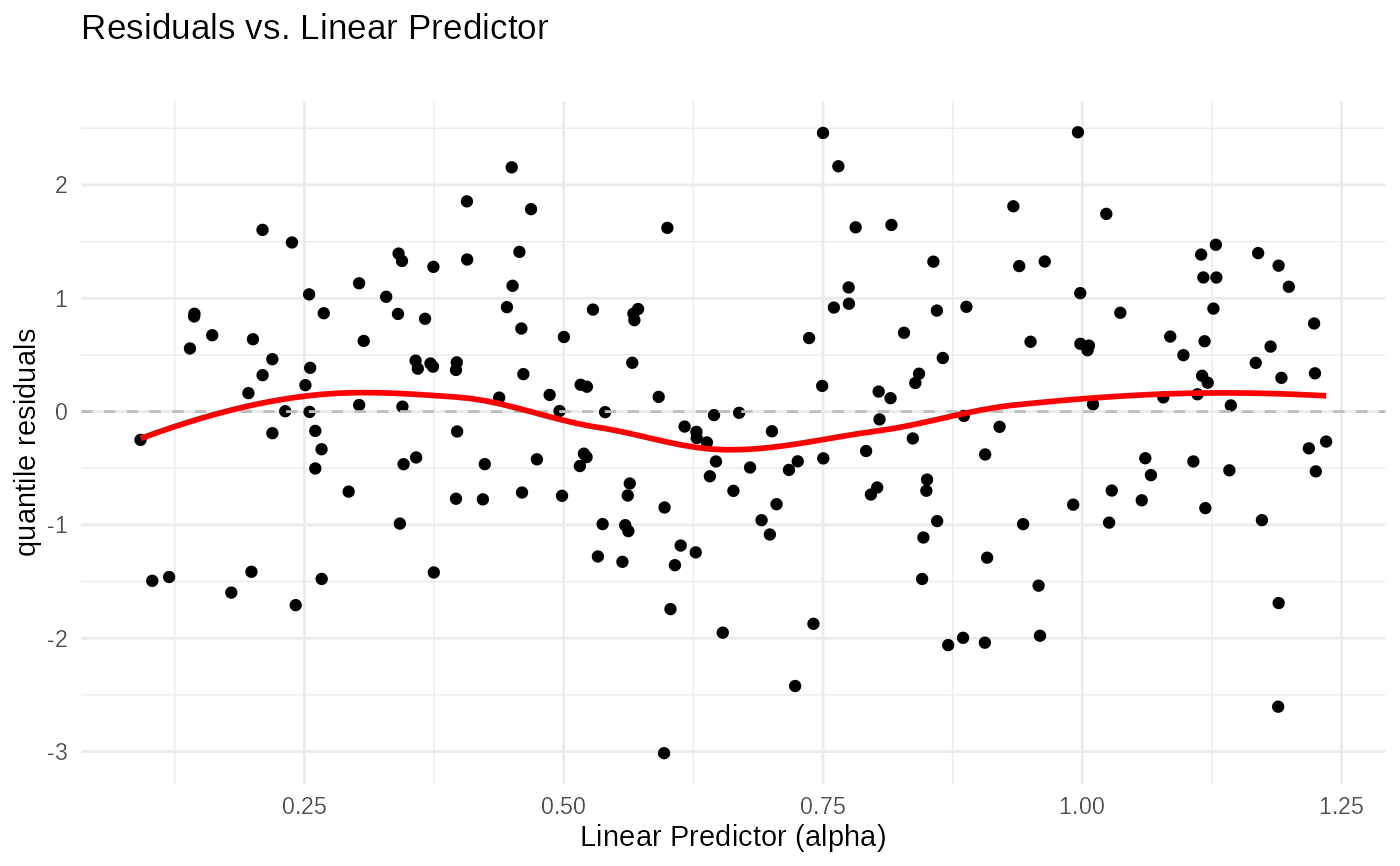 Residuals vs. Linear Predictor
quantile residuals
2
1
0
-1
-2
-3
0.25 0.50 0.75 1.00 1.25
Linear Predictor (alpha)